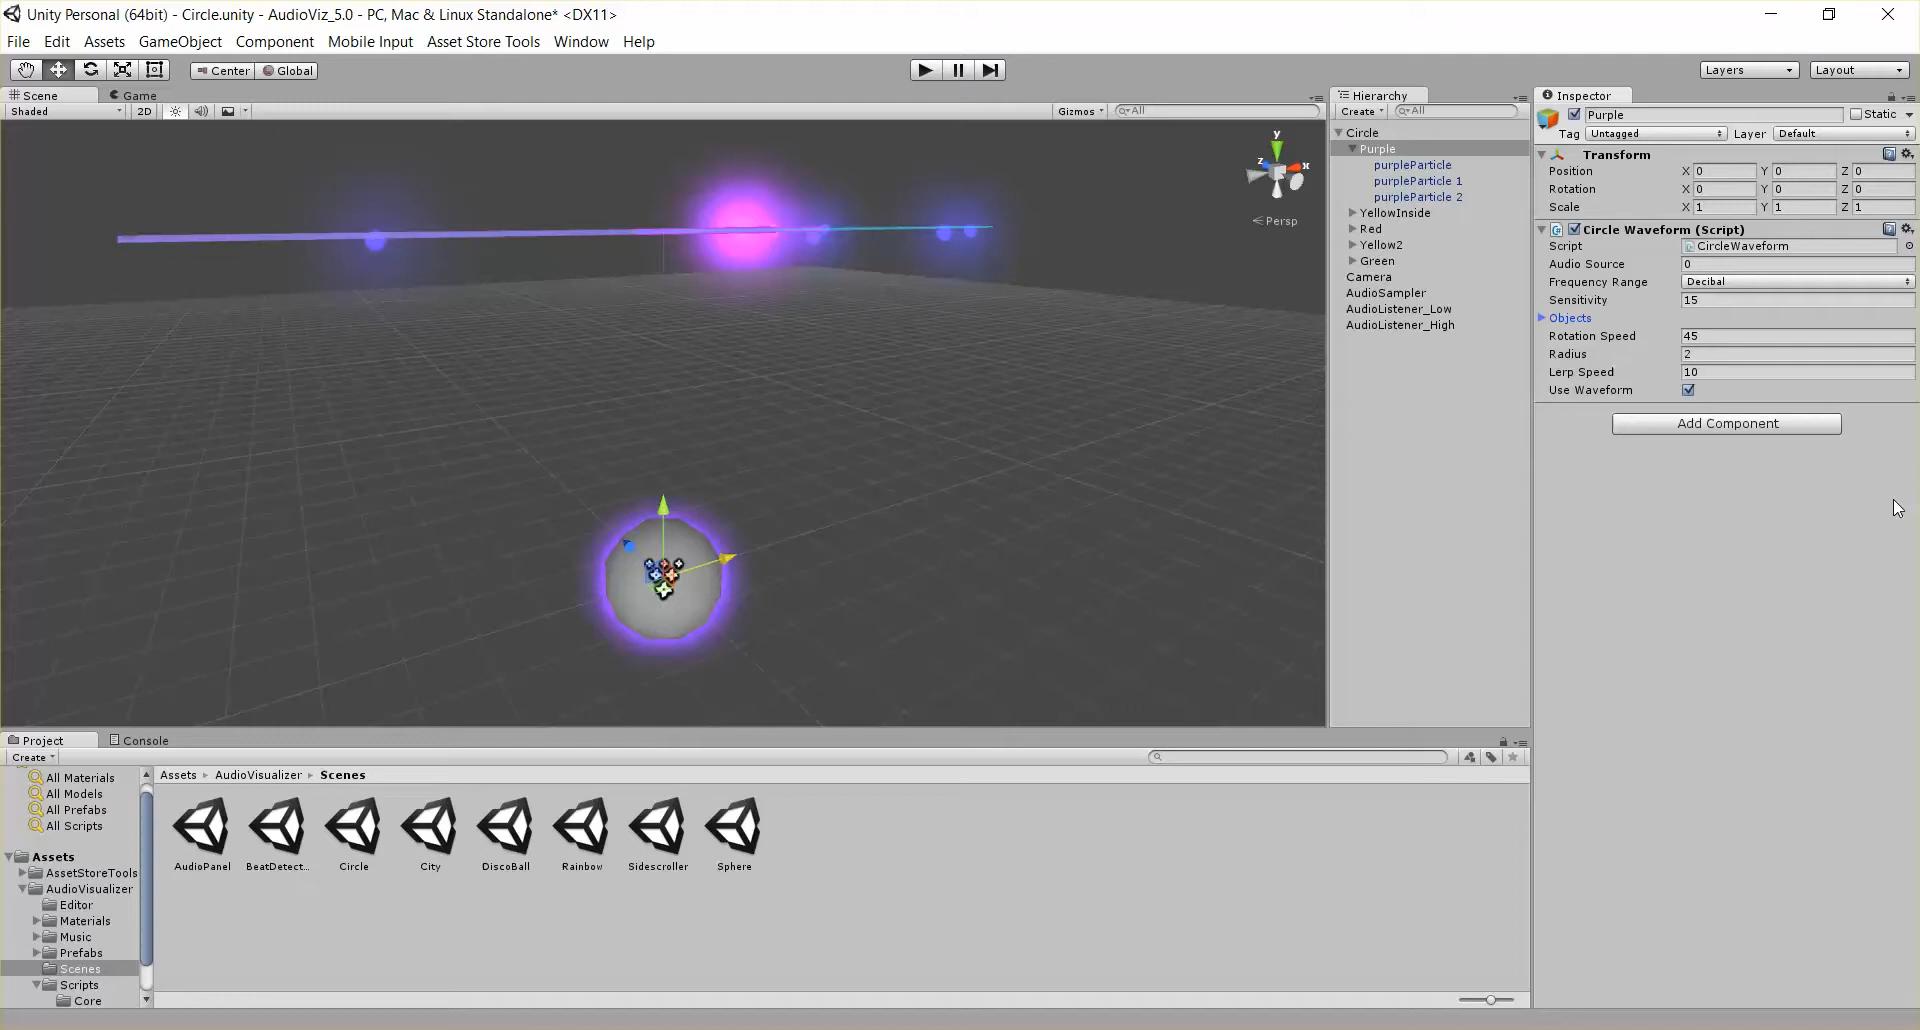 Unity Personal (64bit) - Circle.unity - AudioViz_5.0 - PC, Mac & Linux Standalone* <DX11>
File Edit Assets GameObject Component Mobile Input Asset Store Tools Window Help
Center Global Layers Layout
Scene Game
Shaded 2D Gizmos All
y
z x
Persp
Hierarchy
Create All
Circle
Purple
purpleParticle
purpleParticle 1
purpleParticle 2
YellowInside
Red
Yellow2
Green
Camera
AudioSampler
AudioListener_Low
AudioListener_High
Inspector
Purple Static
Tag Untagged Layer Default
Transform
Position X 0 Y 0 Z 0
Rotation X 0 Y 0 Z 0
Scale X 1 Y 1 Z 1
Circle Waveform (Script)
Script CircleWaveform
Audio Source 0
Frequency Range Decibal
Sensitivity 15
Objects
Rotation Speed 45
Radius 2
Lerp Speed 10
Use Waveform
Add Component
Project Console
Create
All Materials
All Models
All Prefabs
All Scripts
Assets
AssetStoreTools
AudioVisualizer
Editor
Materials
Music
Prefabs
Scenes
Scripts
Core
Assets AudioVisualizer Scenes
AudioPanel BeatDetect... Circle City DiscoBall Rainbow Sidescroller Sphere